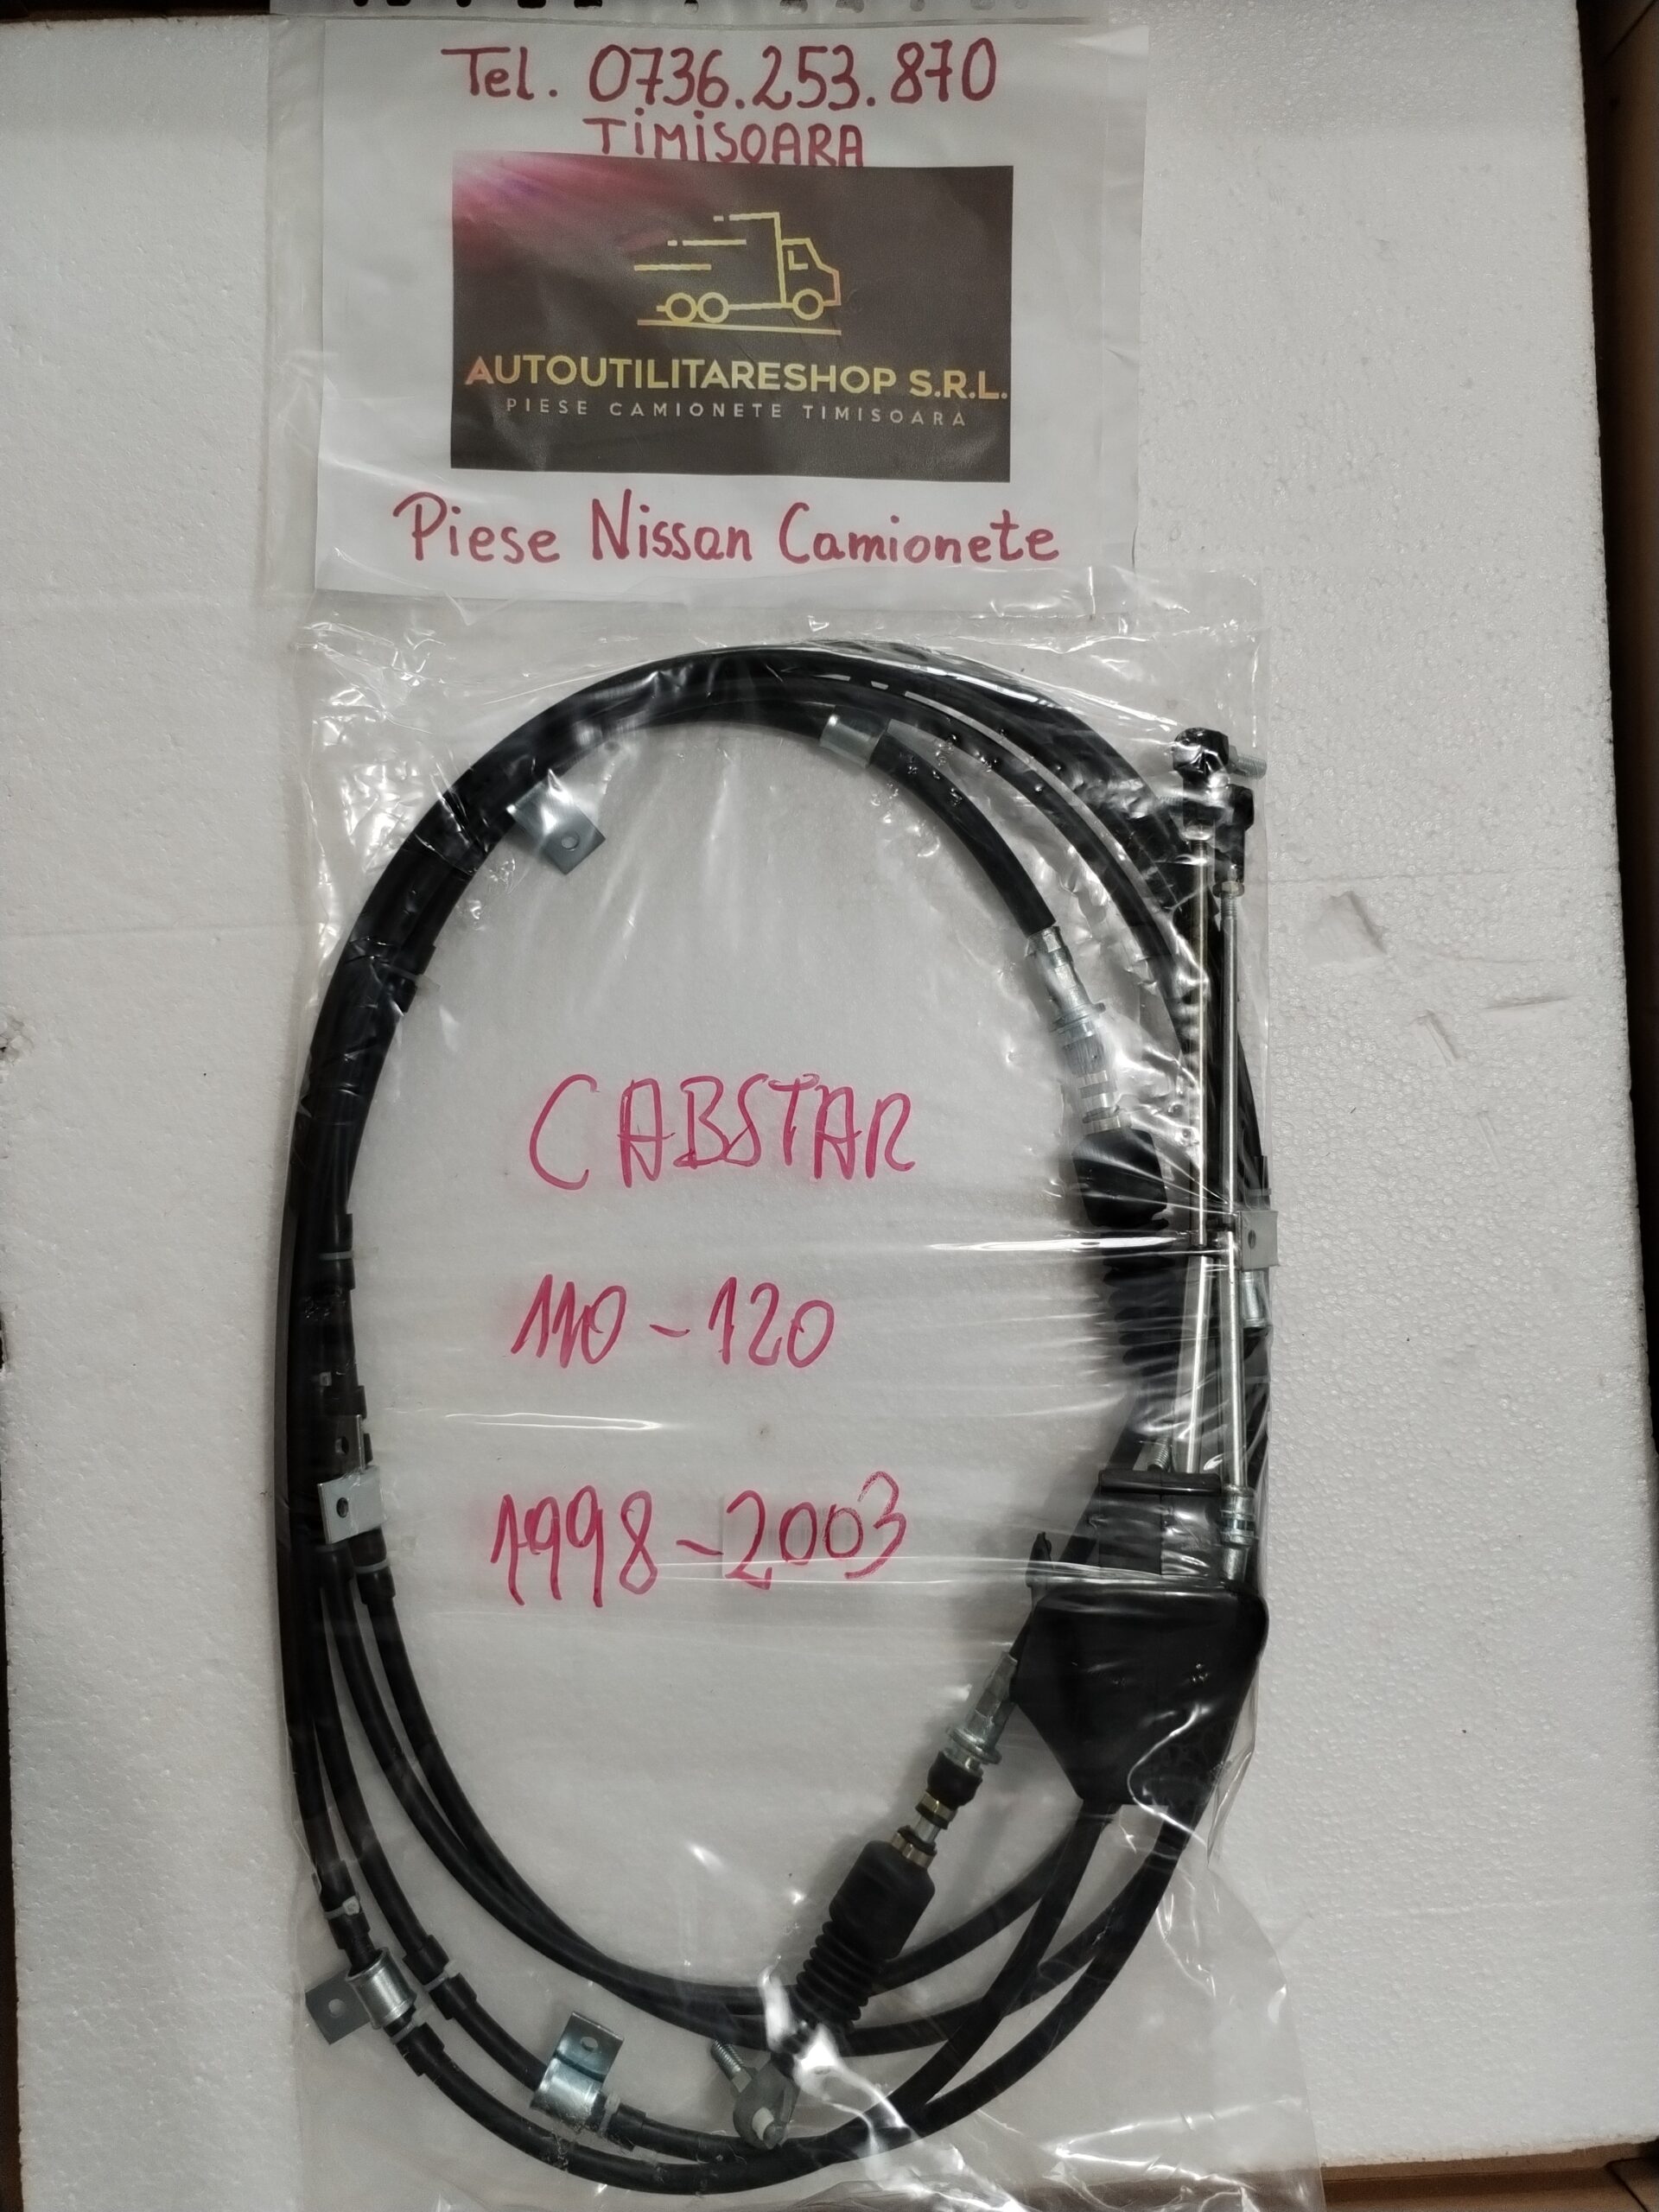 Tel. 0736.253.870
TIMISOARA
AUTOUTILITARESHOP S.R.L.
PIESE CAMIONETE TIMISOARA
Piese Nissan Camionete
CABSTAR
110-120
1998-2003